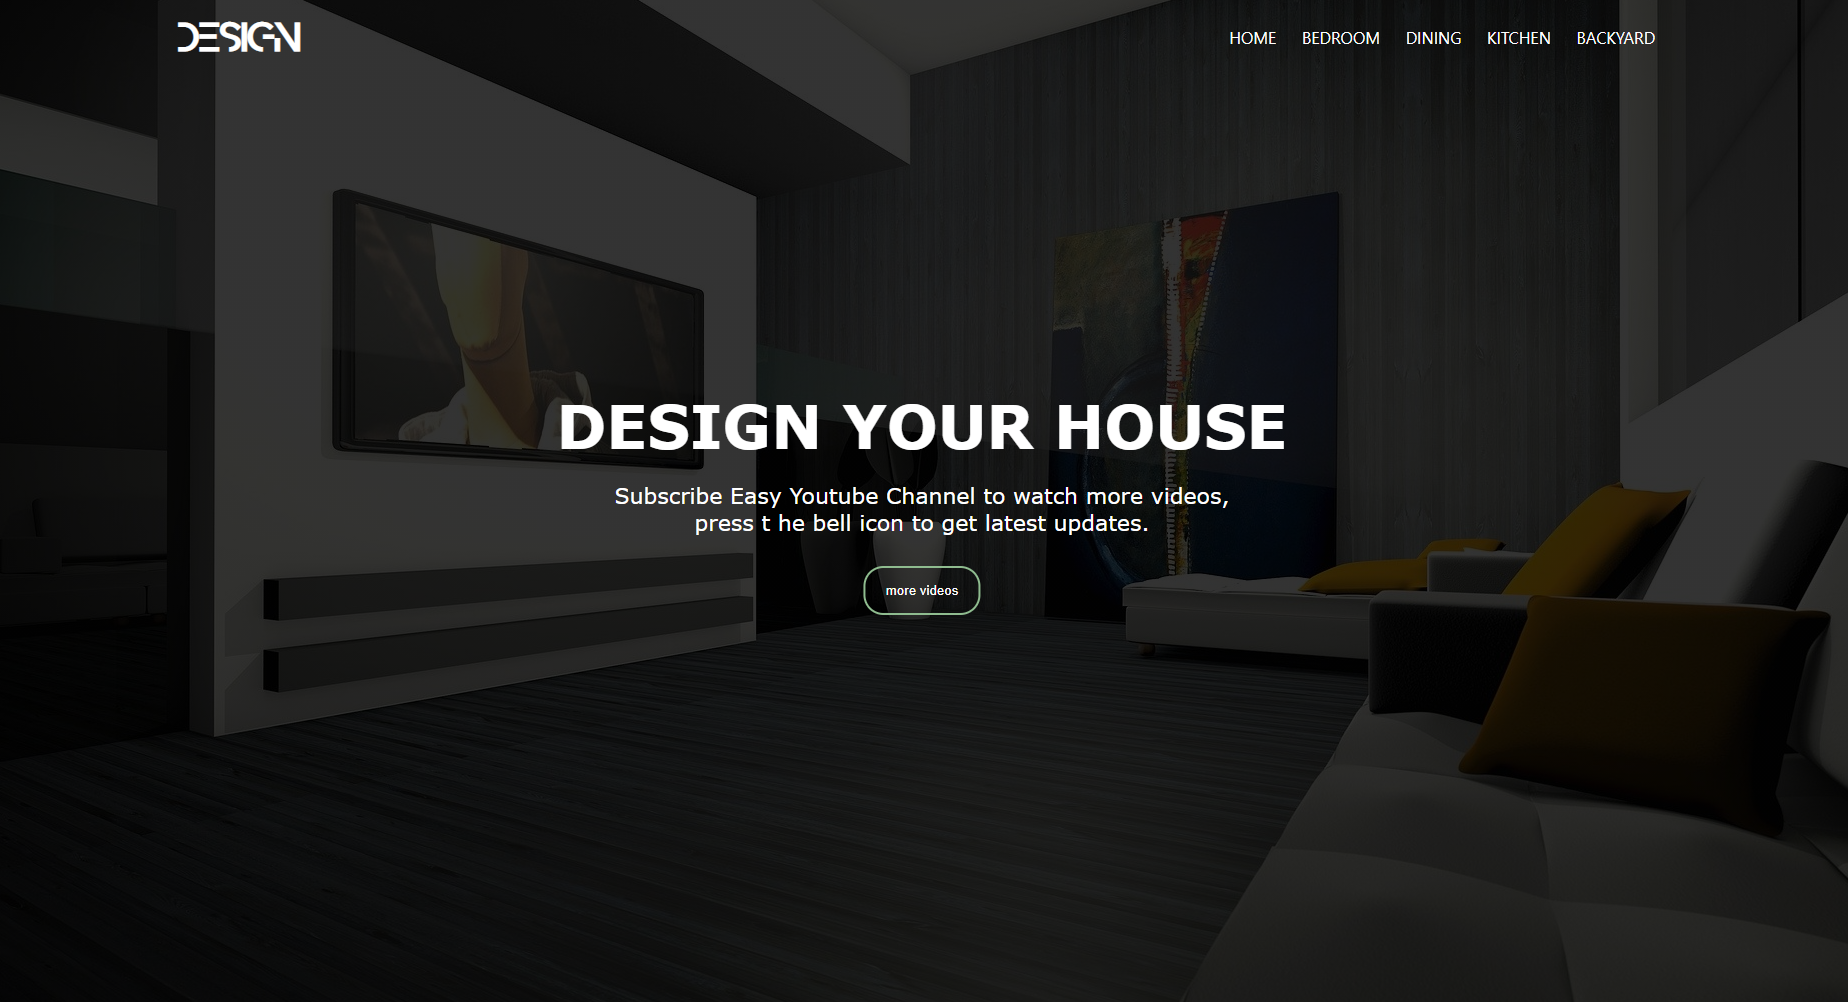 DESIGN
HOME BEDROOM DINING KITCHEN BACKYARD
DESIGN YOUR HOUSE
Subscribe Easy Youtube Channel to watch more videos,
press t he bell icon to get latest updates.
more videos